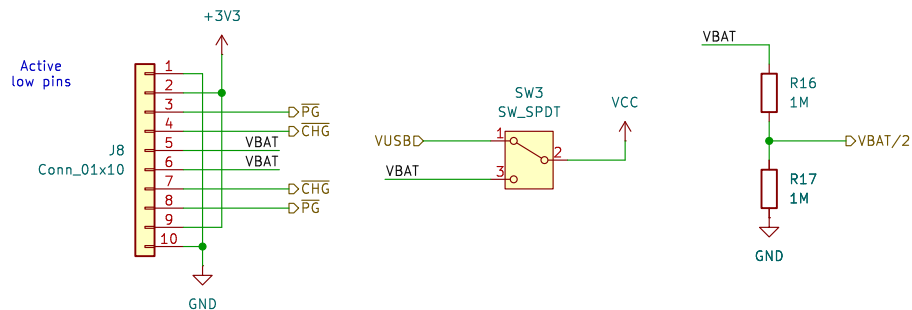 +3V3
Active
low pins
1
2
3
PG
4
CHG
5
VBAT
6
VBAT
7
CHG
8
PG
9
10
J8
Conn_01x10
GND
SW3
SW_SPDT
VCC
VUSB
1
2
VBAT
3
VBAT
R16
1M
VBAT/2
R17
1M
GND